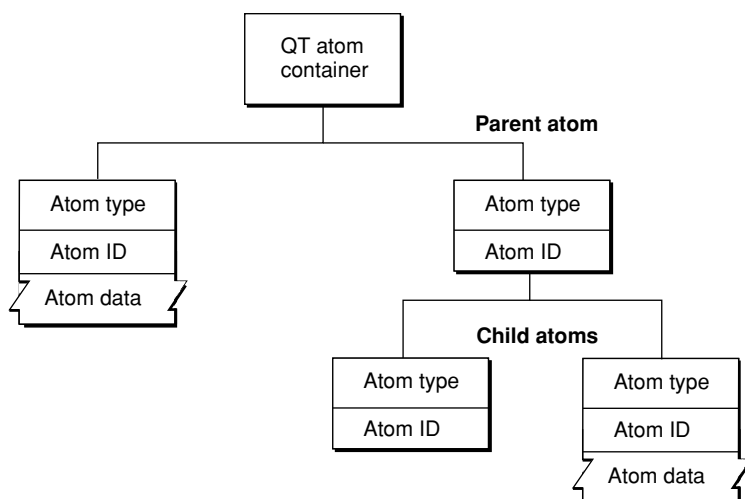 QT atom
container
Parent atom
Atom type
Atom ID
Atom data
Atom type
Atom ID
Child atoms
Atom type
Atom ID
Atom type
Atom ID
Atom data